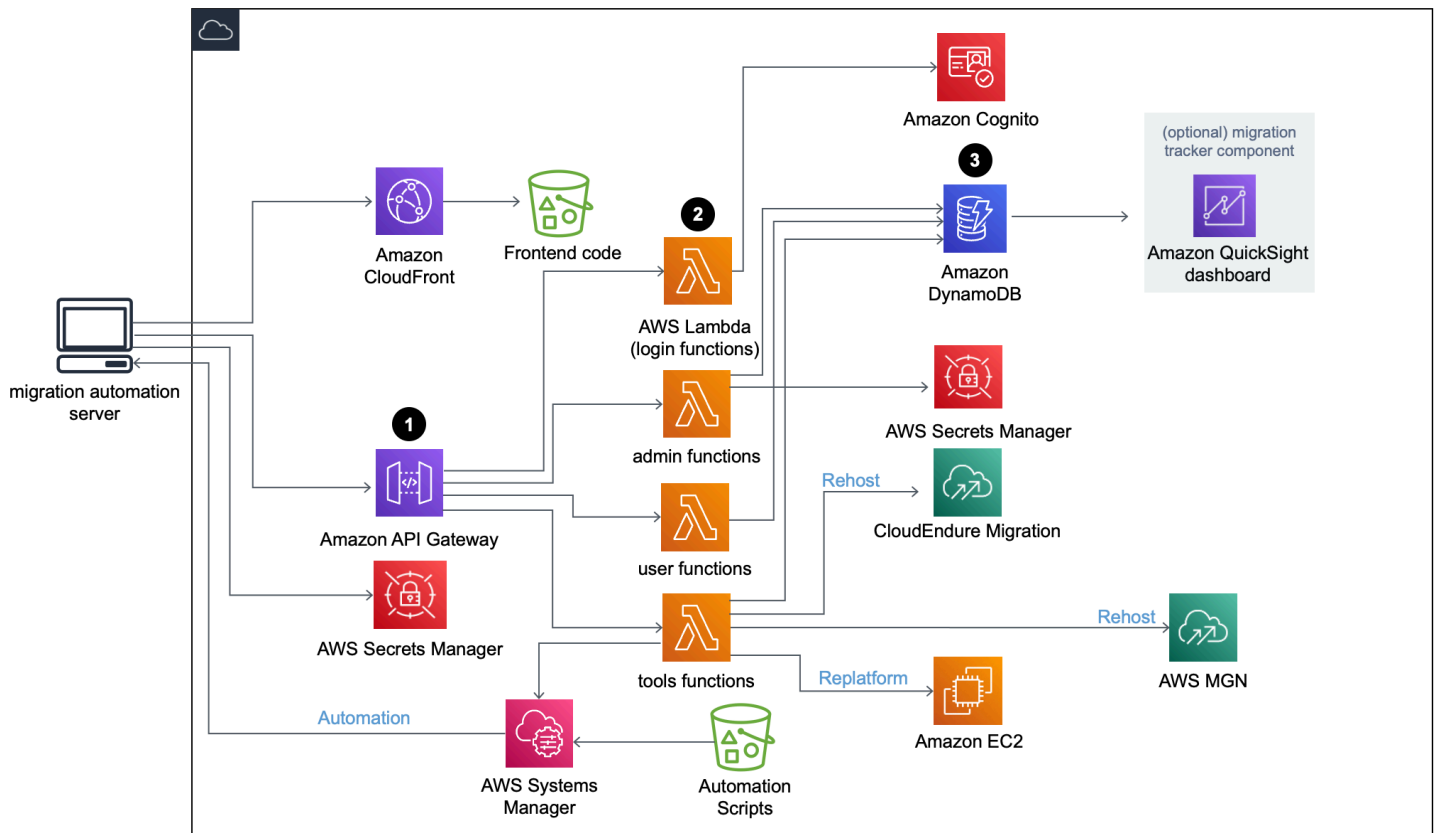 Amazon Cognito
(optional) migration
tracker component
3
Amazon QuickSight
dashboard
2
Amazon
CloudFront
Frontend code
Amazon
DynamoDB
AWS Lambda
(login functions)
migration automation
server
1
admin functions
AWS Secrets Manager
Rehost
CloudEndure Migration
Amazon API Gateway
user functions
AWS Secrets Manager
Rehost
tools functions
Replatform
AWS MGN
Automation
Amazon EC2
AWS Systems
Manager
Automation
Scripts